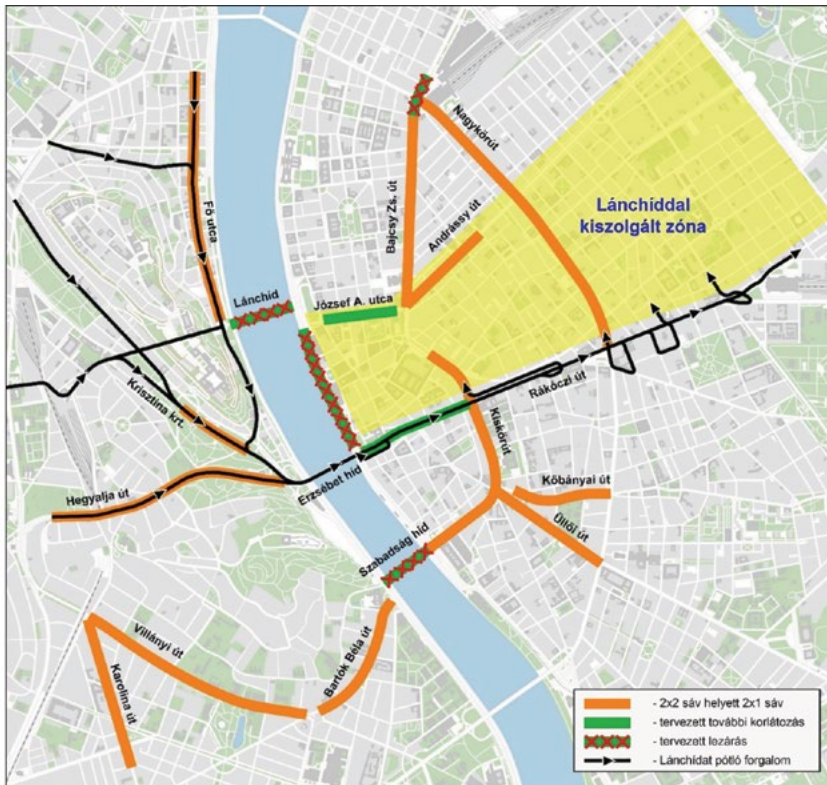 Nagykörút
Bajcsy Zs. út
Andrássy út
Lánchíddal
kiszolgált zóna
Fő utca
Lánchíd
József A. utca
Krisztina krt.
Rákóczi út
Kiskörút
Erzsébet híd
Hegyalja út
Kőbányai út
Üllői út
Szabadság híd
Villányi út
Bartók Béla út
Karolina út
- 2x2 sáv helyett 2x1 sáv
- tervezett további korlátozás
- tervezett lezárás
- Lánchidat pótló forgalom